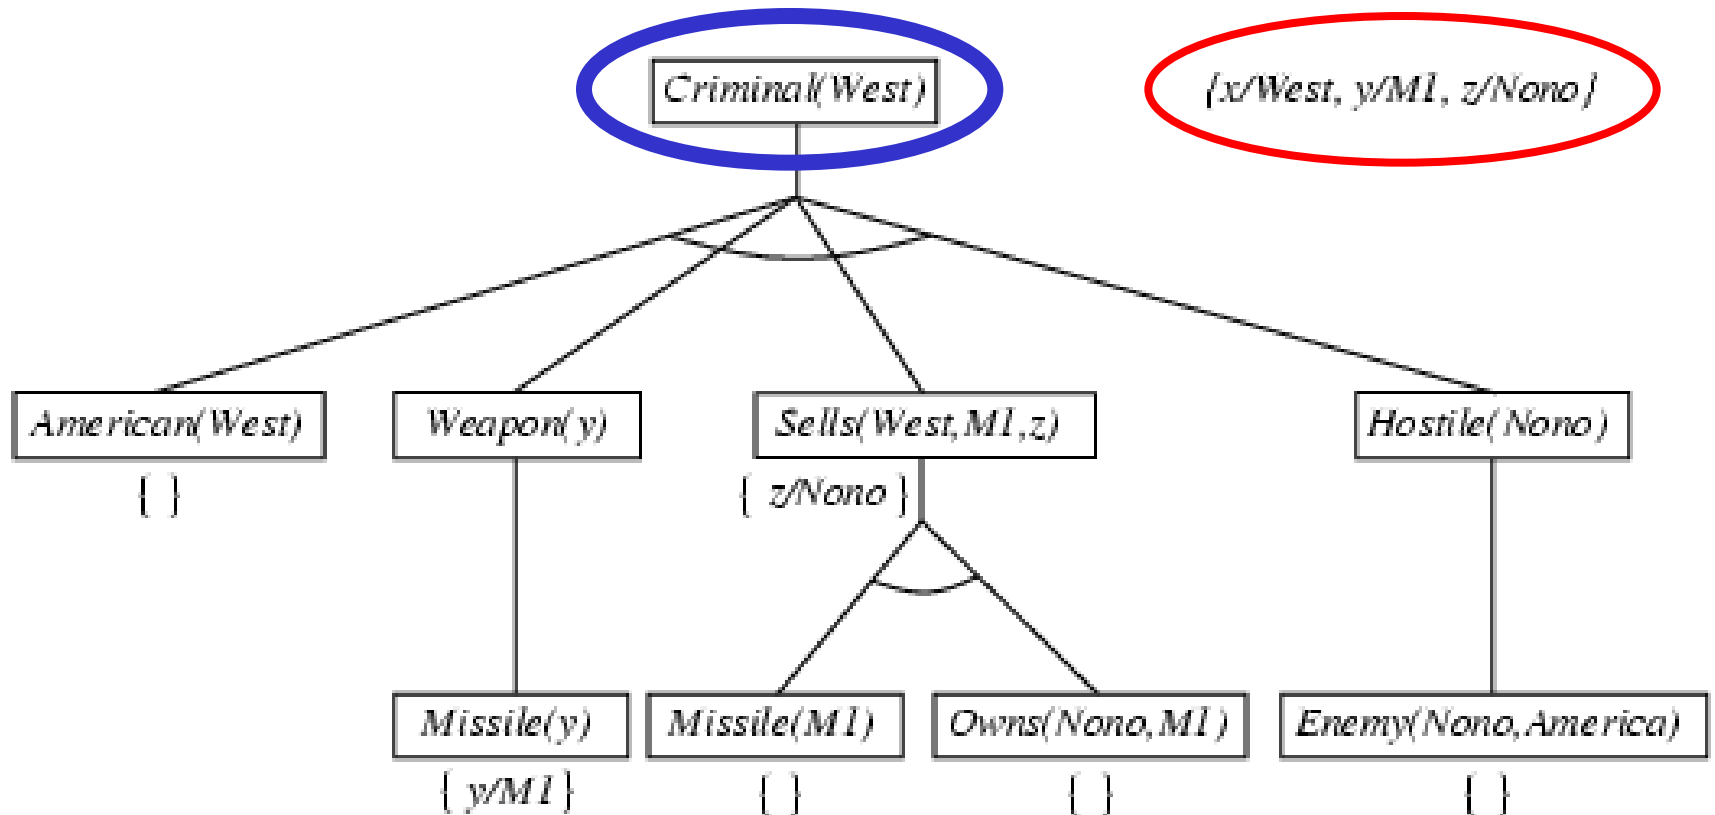 Criminal(West)
{x/West, y/M1, z/Nono}
American(West)
Weapon(y)
Sells(West,M1,z)
Hostile(Nono)
{ }
{ z/Nono }
Missile(y)
Missile(M1)
Owns(Nono,M1)
Enemy(Nono,America)
{ y/M1 }
{ }
{ }
{ }